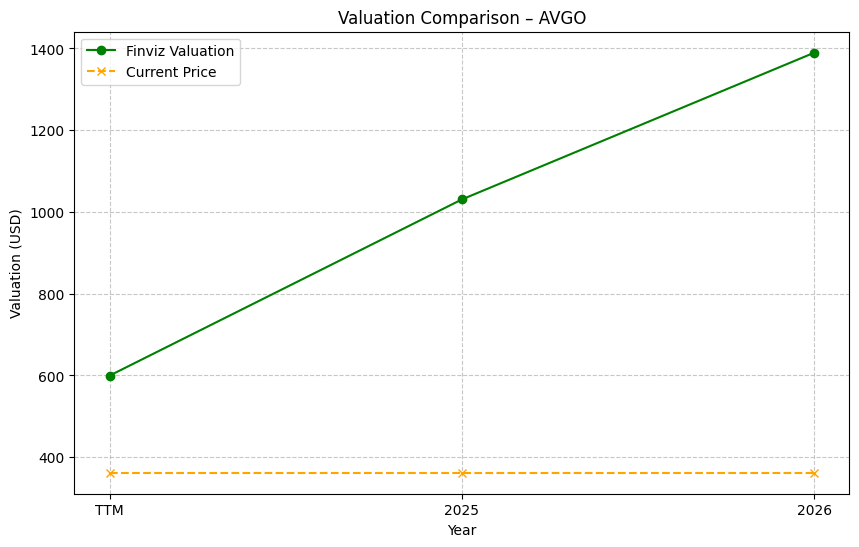 Valuation Comparison – AVGO
Finviz Valuation
Current Price
Valuation (USD)
1400
1200
1000
800
600
400
TTM
2025
2026
Year